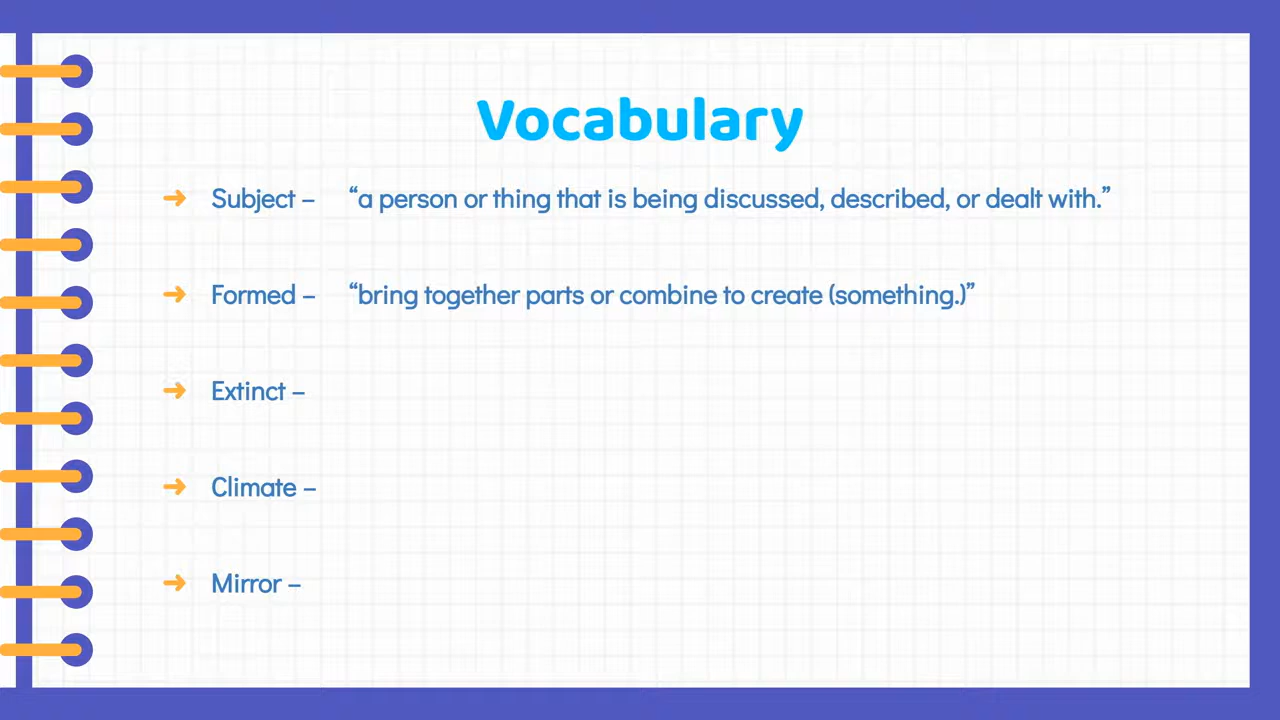 Vocabulary
➜ Subject – “a person or thing that is being discussed, described, or dealt with.”
➜ Formed – “bring together parts or combine to create (something.)”
➜ Extinct –
➜ Climate –
➜ Mirror –